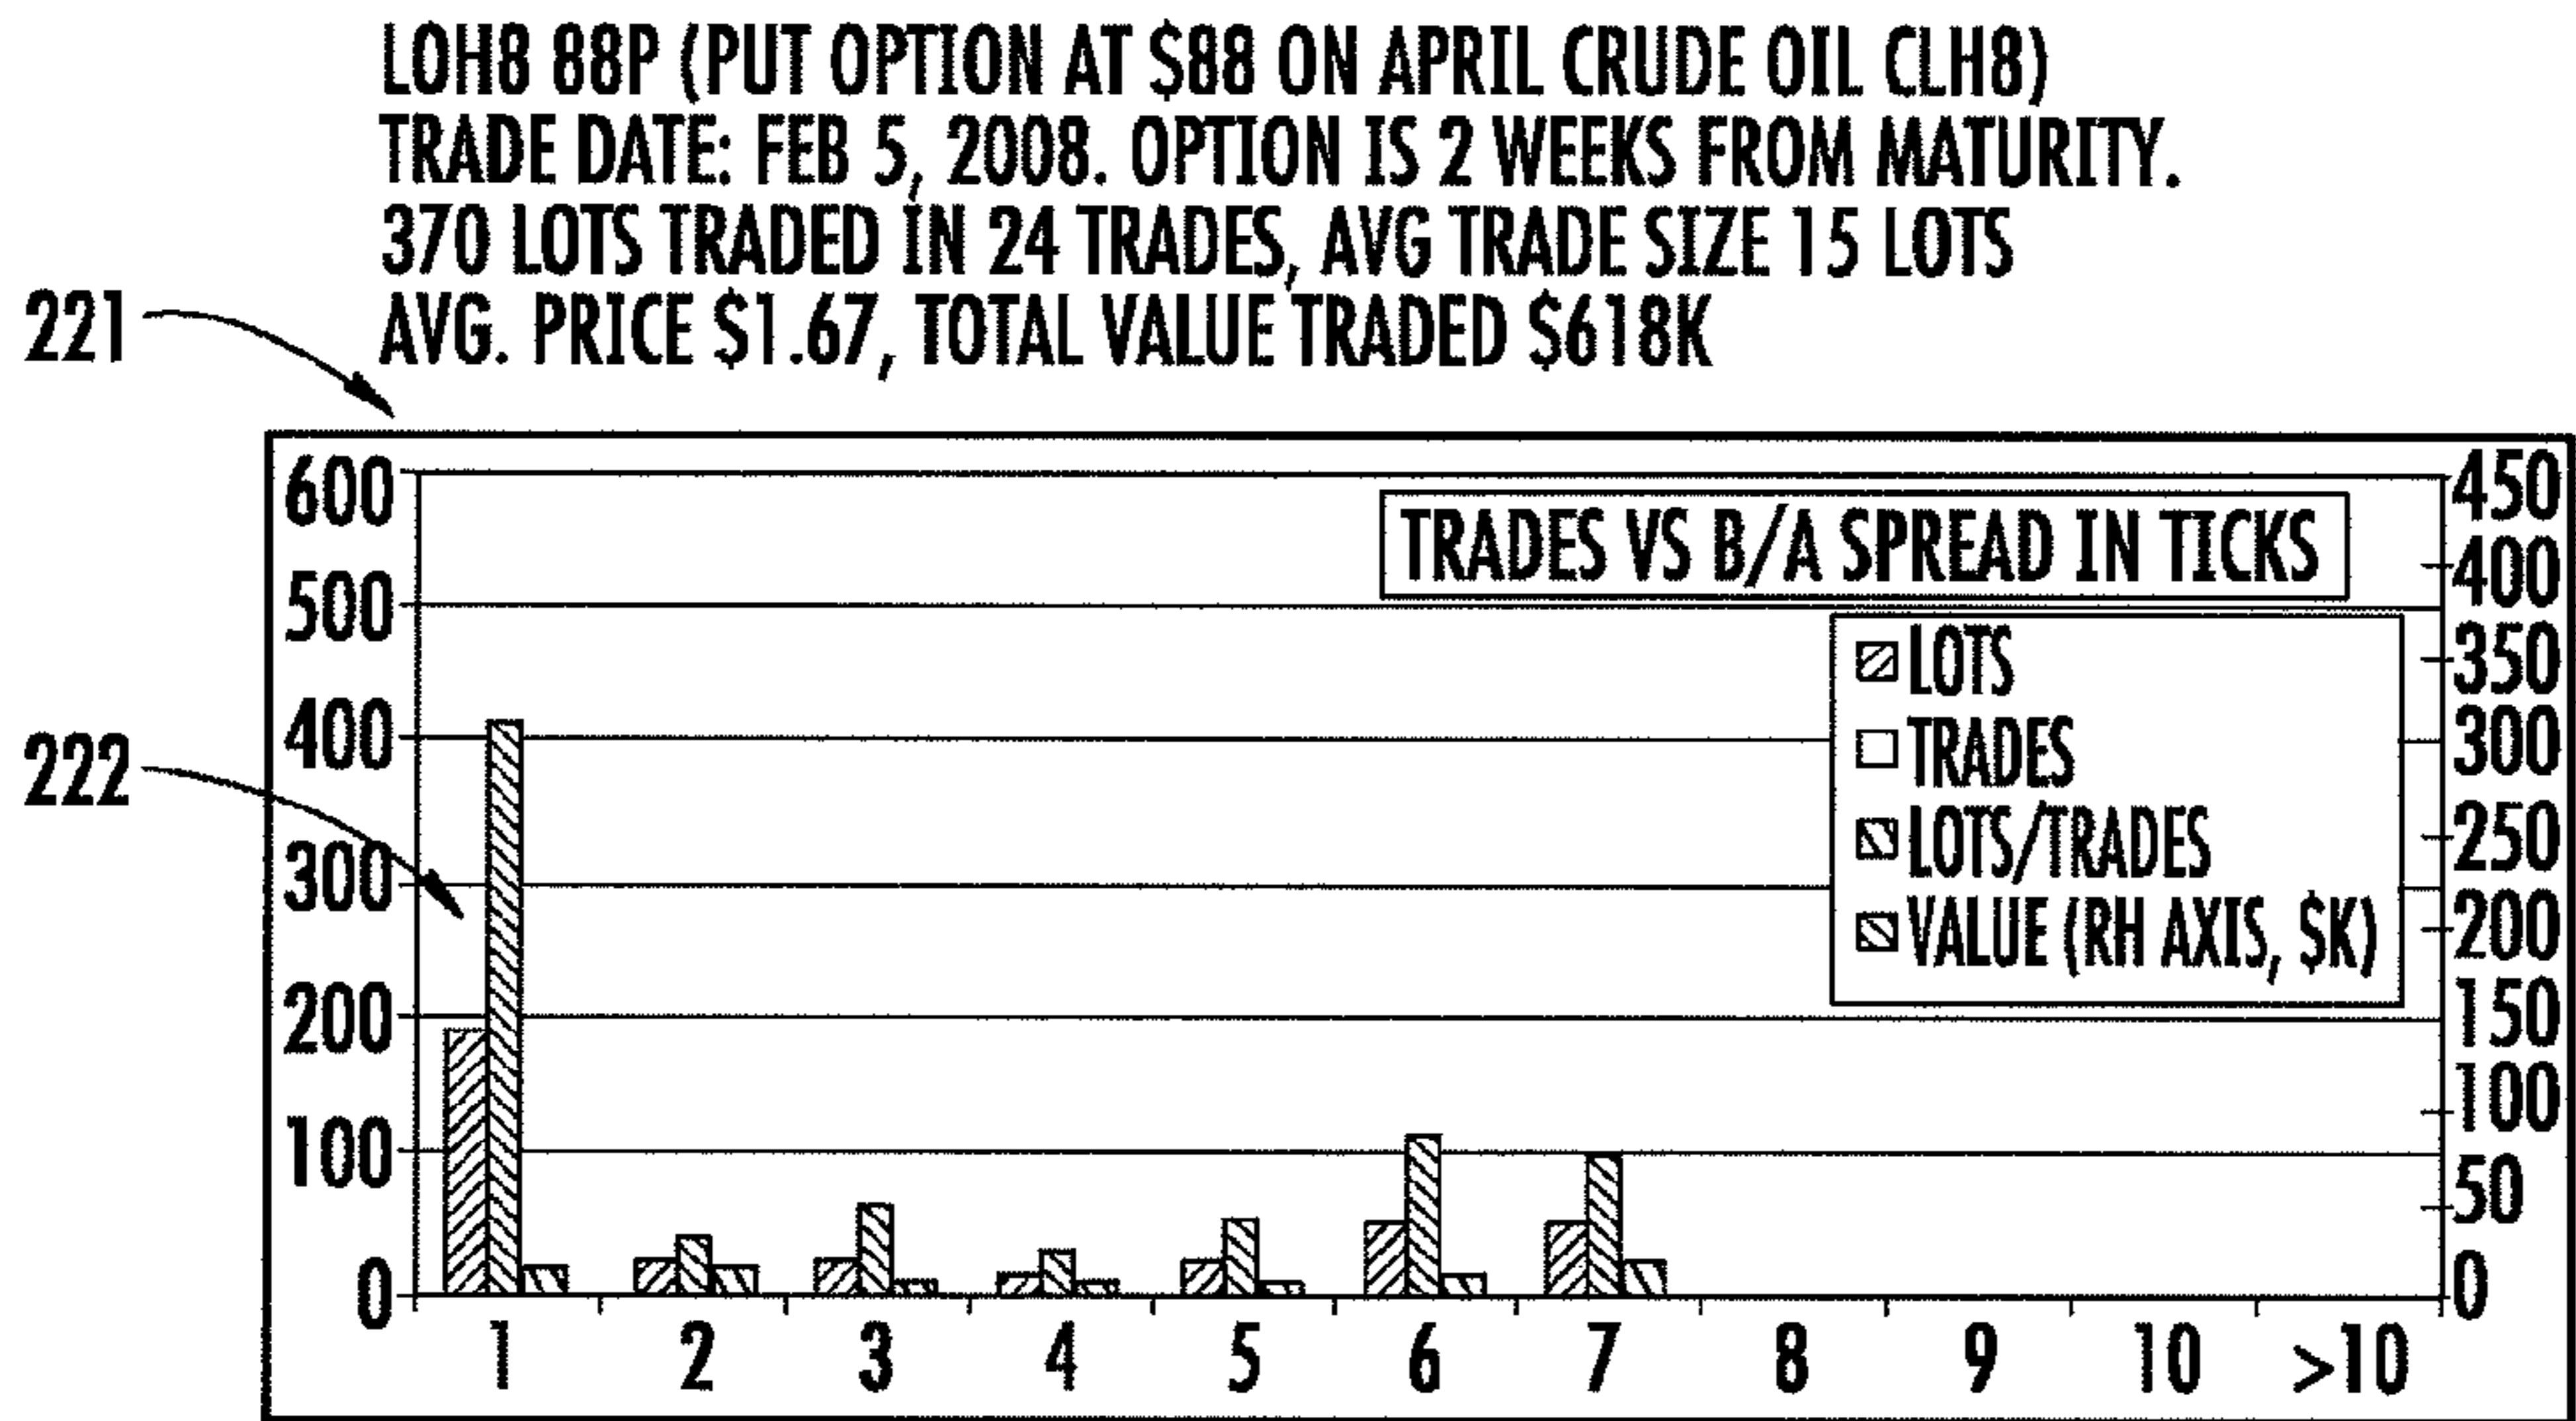 LOH8 88P (PUT OPTION AT $88 ON APRIL CRUDE OIL CLH8)
TRADE DATE: FEB 5, 2008. OPTION IS 2 WEEKS FROM MATURITY.
370 LOTS TRADED IN 24 TRADES, AVG TRADE SIZE 15 LOTS
AVG. PRICE $1.67, TOTAL VALUE TRADED $618K
221
222
TRADES VS B/A SPREAD IN TICKS
LOTS
TRADES
LOTS/TRADES
VALUE (RH AXIS, $K)
600
500
400
300
200
100
0
450
400
350
300
250
200
150
100
50
0
1 2 3 4 5 6 7 8 9 10 >10